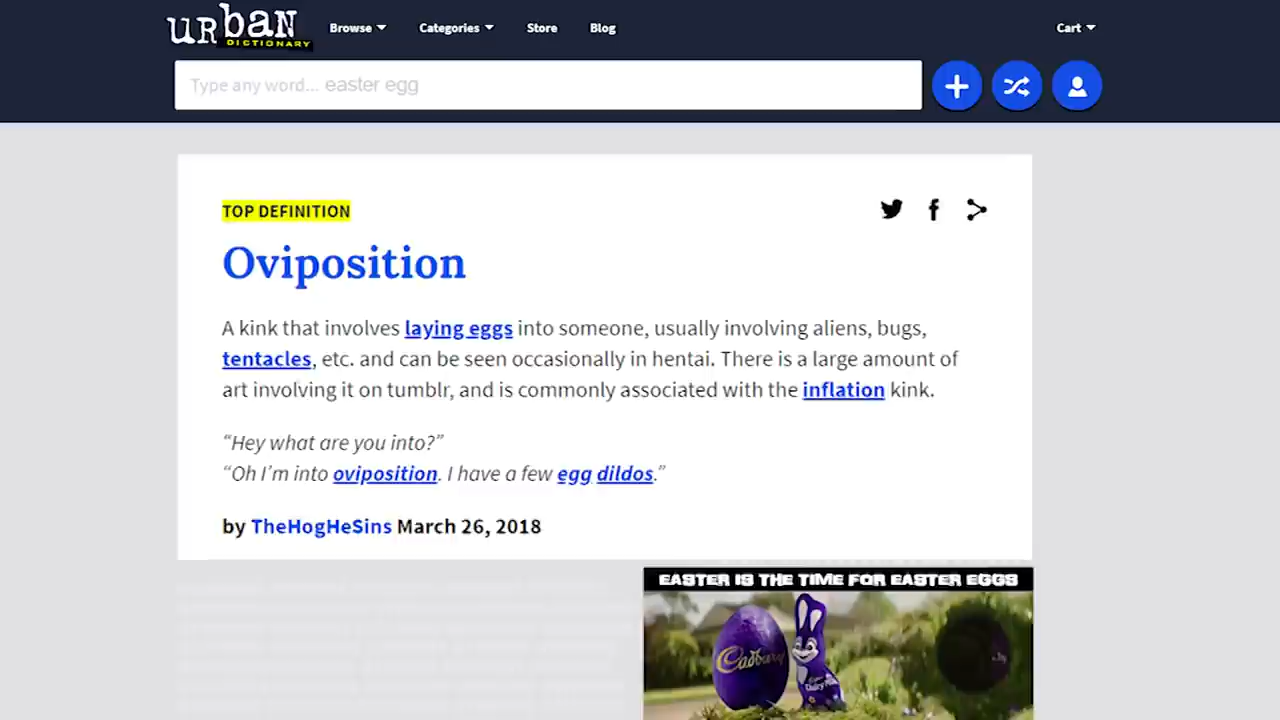 urban
DICTIONARY
Browse
Categories
Store
Blog
Cart
Type any word... easter egg
TOP DEFINITION
Oviposition
A kink that involves laying eggs into someone, usually involving aliens, bugs,
tentacles, etc. and can be seen occasionally in hentai. There is a large amount of
art involving it on tumblr, and is commonly associated with the inflation kink.
“Hey what are you into?”
“Oh I’m into oviposition. I have a few egg dildos.”
by TheHogHeSins March 26, 2018
EASTER IS THE TIME FOR EASTER EGGS
Cadbury